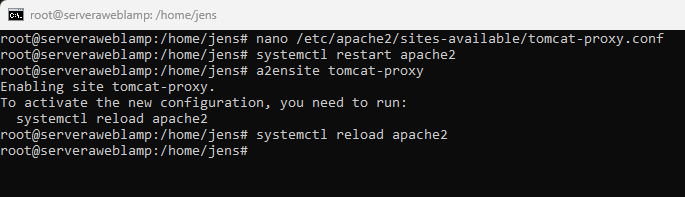 root@serveraweblamp: /home/jens
root@serveraweblamp:/home/jens# nano /etc/apache2/sites-available/tomcat-proxy.conf
root@serveraweblamp:/home/jens# systemctl restart apache2
root@serveraweblamp:/home/jens# a2ensite tomcat-proxy
Enabling site tomcat-proxy.
To activate the new configuration, you need to run:
  systemctl reload apache2
root@serveraweblamp:/home/jens# systemctl reload apache2
root@serveraweblamp:/home/jens#